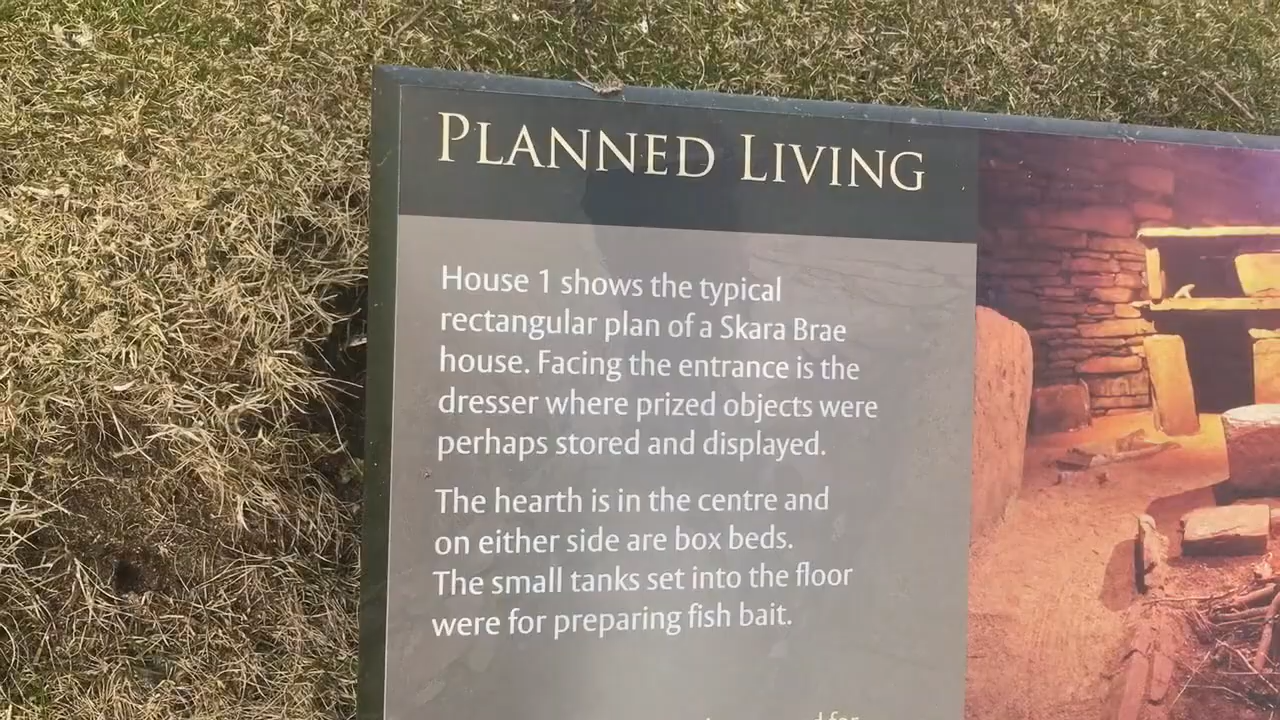 PLANNED LIVING
House 1 shows the typical
rectangular plan of a Skara Brae
house. Facing the entrance is the
dresser where prized objects were
perhaps stored and displayed.
The hearth is in the centre and
on either side are box beds.
The small tanks set into the floor
were for preparing fish bait.